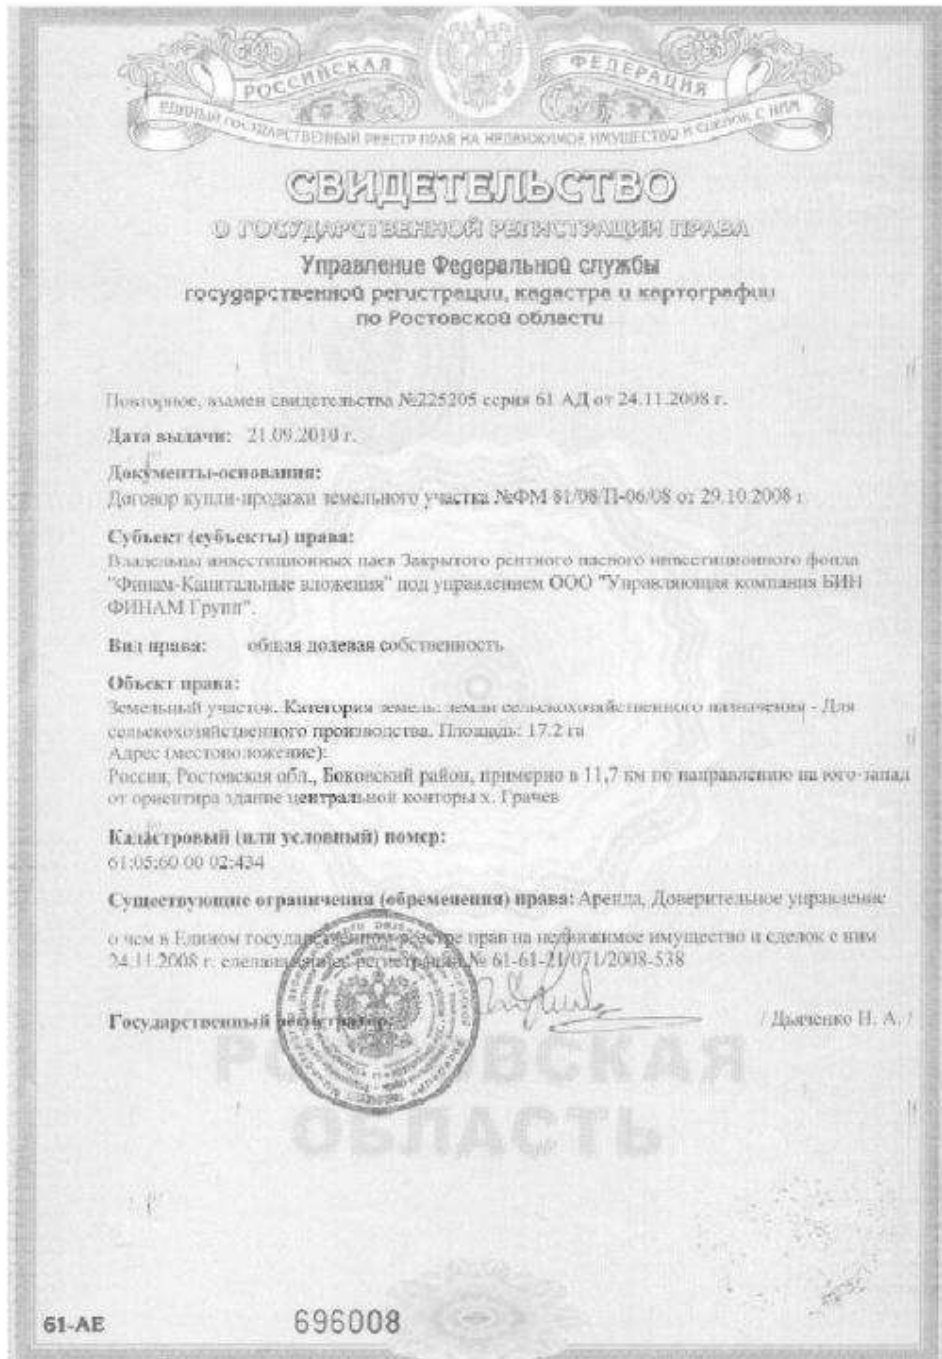 РОССИЙСКАЯ ФЕДЕРАЦИЯ
ЕДИНЫЙ ГОСУДАРСТВЕННЫЙ РЕЕСТР ПРАВ НА НЕДВИЖИМОЕ ИМУЩЕСТВО И СДЕЛОК С НИМ
СВИДЕТЕЛЬСТВО
О ГОСУДАРСТВЕННОЙ РЕГИСТРАЦИИ ПРАВА
Управление Федеральной службы
государственной регистрации, кадастра и картографии
по Ростовской области
Повторное, взамен свидетельства №225205 серия 61 АД от 24.11.2008 г.
Дата выдачи: 21.09.2010 г.
Документы-основания:
Договор купли-продажи земельного участка №ФМ 81/08/П-06/08 от 29.10.2008 г
Субъект (субъекты) права:
Владельцы инвестиционных паев Закрытого рентного паевого инвестиционного фонда
"Финам-Капитальные вложения" под управлением ООО "Управляющая компания БИН
ФИНАМ Групп".
Вид права: общая долевая собственность
Объект права:
Земельный участок. Категория земель: земли сельскохозяйственного назначения - Для
сельскохозяйственного производства. Площадь: 17.2 га
Адрес (местоположение):
Россия, Ростовская обл., Боковский район, примерно в 11,7 км по направлению на юго-запад
от ориентира здание центральной конторы х. Грачев
Кадастровый (или условный) номер:
61:05:60 00 02:434
Существующие ограничения (обременения) права: Аренда, Доверительное управление
о чем в Едином государственном реестре прав на недвижимое имущество и сделок с ним
24.11.2008 г. сделана запись регистрации № 61-61-21/071/2008-538
Государственный регистратор / Дьяченко Н. А. /
РОСТОВСКАЯ
ОБЛАСТЬ
61-АЕ 696008